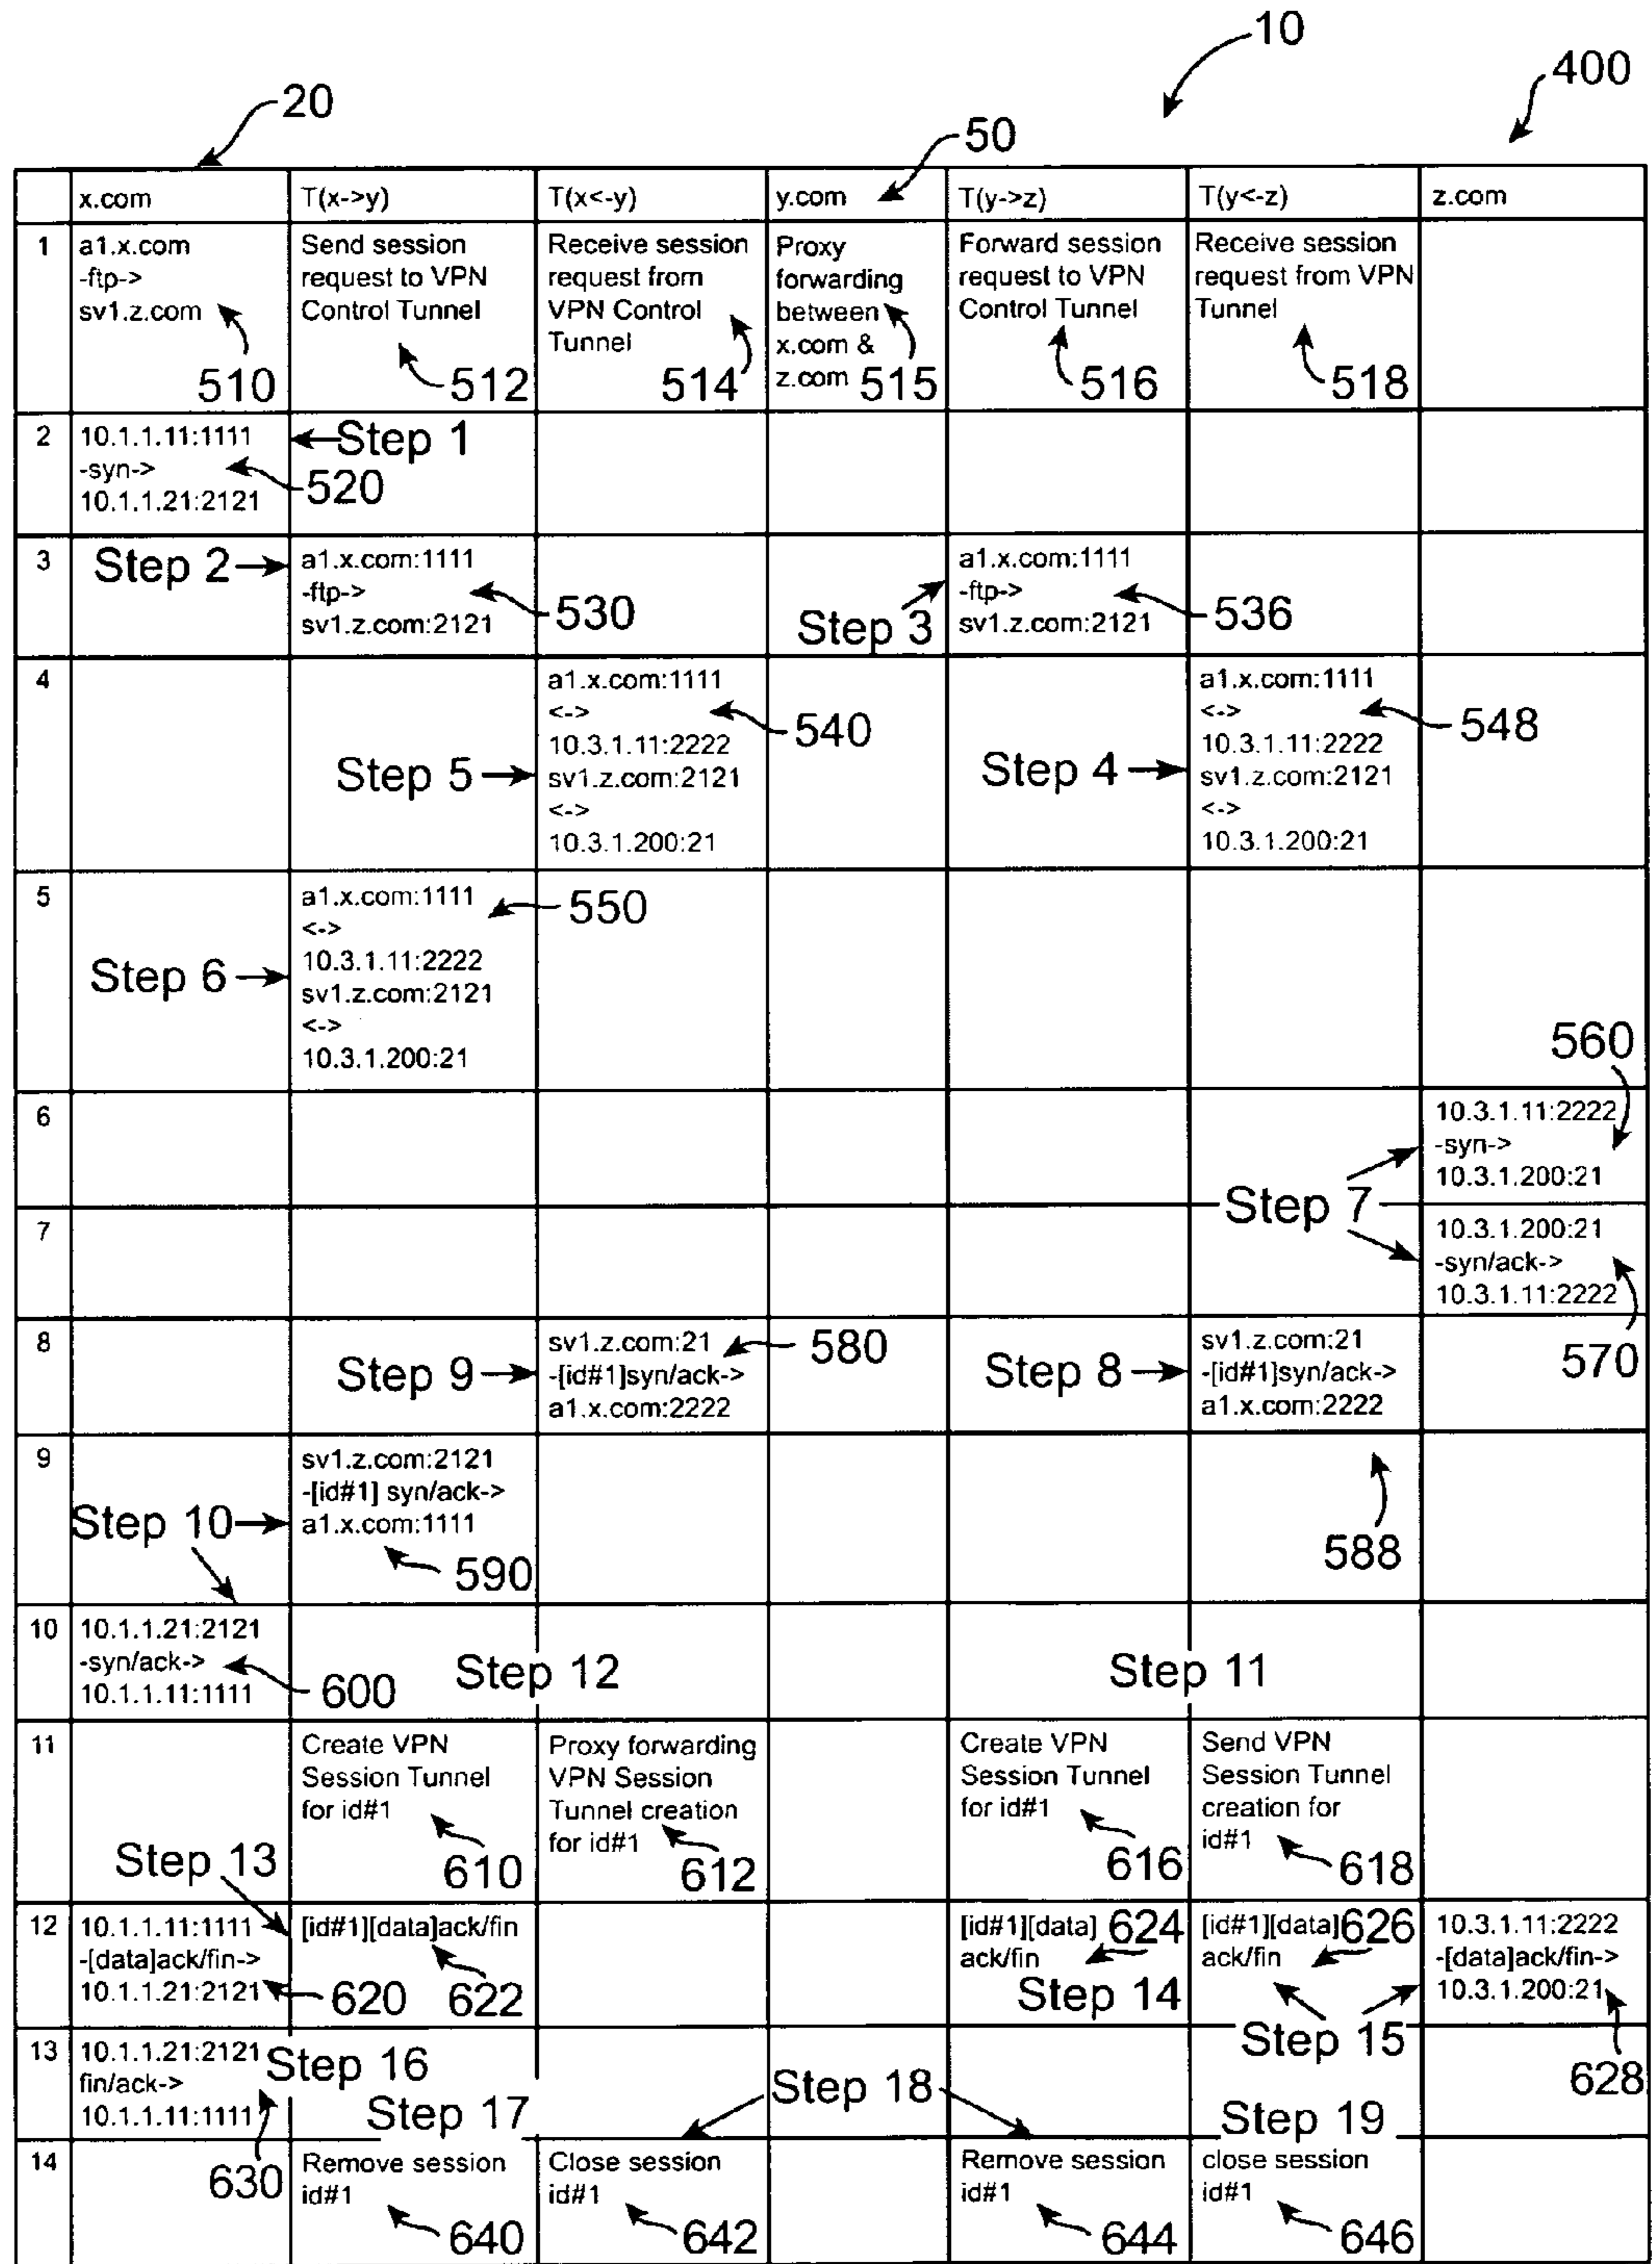 10
400
20
50
x.com T(x->y) T(x<-y) y.com T(y->z) T(y<-z) z.com
1
a1.x.com
-ftp->
sv1.z.com
510
Send session
request to VPN
Control Tunnel
512
Receive session
request from
VPN Control
Tunnel
514
Proxy
forwarding
between
x.com &
z.com 515
Forward session
request to VPN
Control Tunnel
516
Receive session
request from VPN
Tunnel
518
2
10.1.1.11:1111
-syn->
10.1.1.21:2121
Step 1
520
3
Step 2
a1.x.com:1111
-ftp->
sv1.z.com:2121
530
Step 3
a1.x.com:1111
-ftp->
sv1.z.com:2121
536
4
Step 5
a1.x.com:1111
<->
10.3.1.11:2222
sv1.z.com:2121
<->
10.3.1.200:21
540
Step 4
a1.x.com:1111
<->
10.3.1.11:2222
sv1.z.com:2121
<->
10.3.1.200:21
548
5
Step 6
a1.x.com:1111
<->
10.3.1.11:2222
sv1.z.com:2121
<->
10.3.1.200:21
550
560
6
10.3.1.11:2222
-syn->
10.3.1.200:21
Step 7
7
10.3.1.200:21
-syn/ack->
10.3.1.11:2222
570
8
Step 9
sv1.z.com:21
-[id#1]syn/ack->
a1.x.com:2222
580
Step 8
sv1.z.com:21
-[id#1]syn/ack->
a1.x.com:2222
588
9
Step 10
sv1.z.com:2121
-[id#1] syn/ack->
a1.x.com:1111
590
10
10.1.1.21:2121
-syn/ack->
10.1.1.11:1111
600
Step 12
Step 11
11
Step 13
Create VPN
Session Tunnel
for id#1
610
Proxy forwarding
VPN Session
Tunnel creation
for id#1
612
Create VPN
Session Tunnel
for id#1
616
Send VPN
Session Tunnel
creation for
id#1
618
12
10.1.1.11:1111
-[data]ack/fin->
10.1.1.21:2121
620
[id#1][data]ack/fin
622
[id#1][data]
ack/fin
624
Step 14
[id#1][data]
ack/fin
626
Step 15
10.3.1.11:2222
-[data]ack/fin->
10.3.1.200:21
628
13
10.1.1.21:2121
fin/ack->
10.1.1.11:1111
630
Step 16
Step 17
Step 18
Step 19
14
Remove session
id#1
640
Close session
id#1
642
Remove session
id#1
644
close session
id#1
646